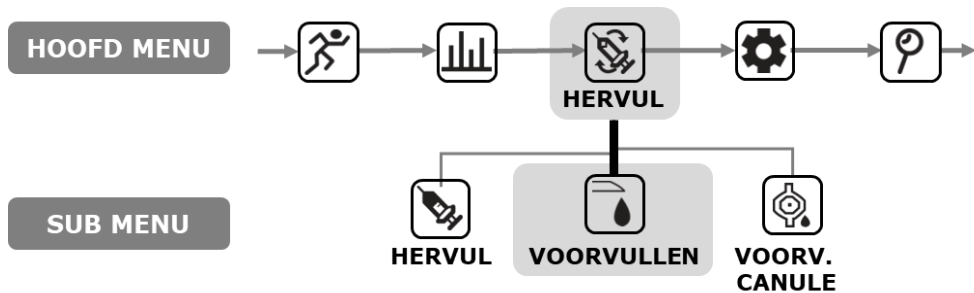 HOOFD MENU
HERVUL
SUB MENU
HERVUL
VOORVULLEN
VOORV.
CANULE